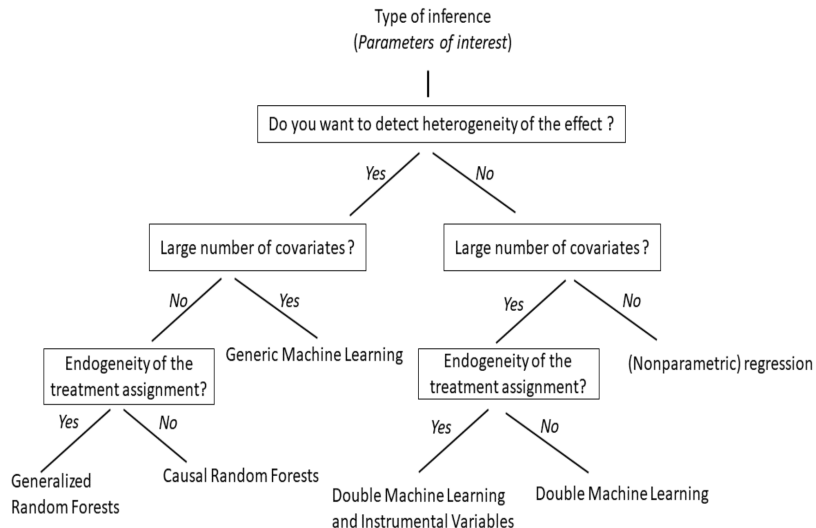 Type of inference
(Parameters of interest)
Do you want to detect heterogeneity of the effect ?
Yes
No
Large number of covariates ?
Large number of covariates ?
No
Yes
Yes
No
Endogeneity of the
treatment assignment?
Generic Machine Learning
Endogeneity of the
treatment assignment?
(Nonparametric) regression
Yes
No
Yes
No
Generalized
Random Forests
Causal Random Forests
Double Machine Learning
and Instrumental Variables
Double Machine Learning